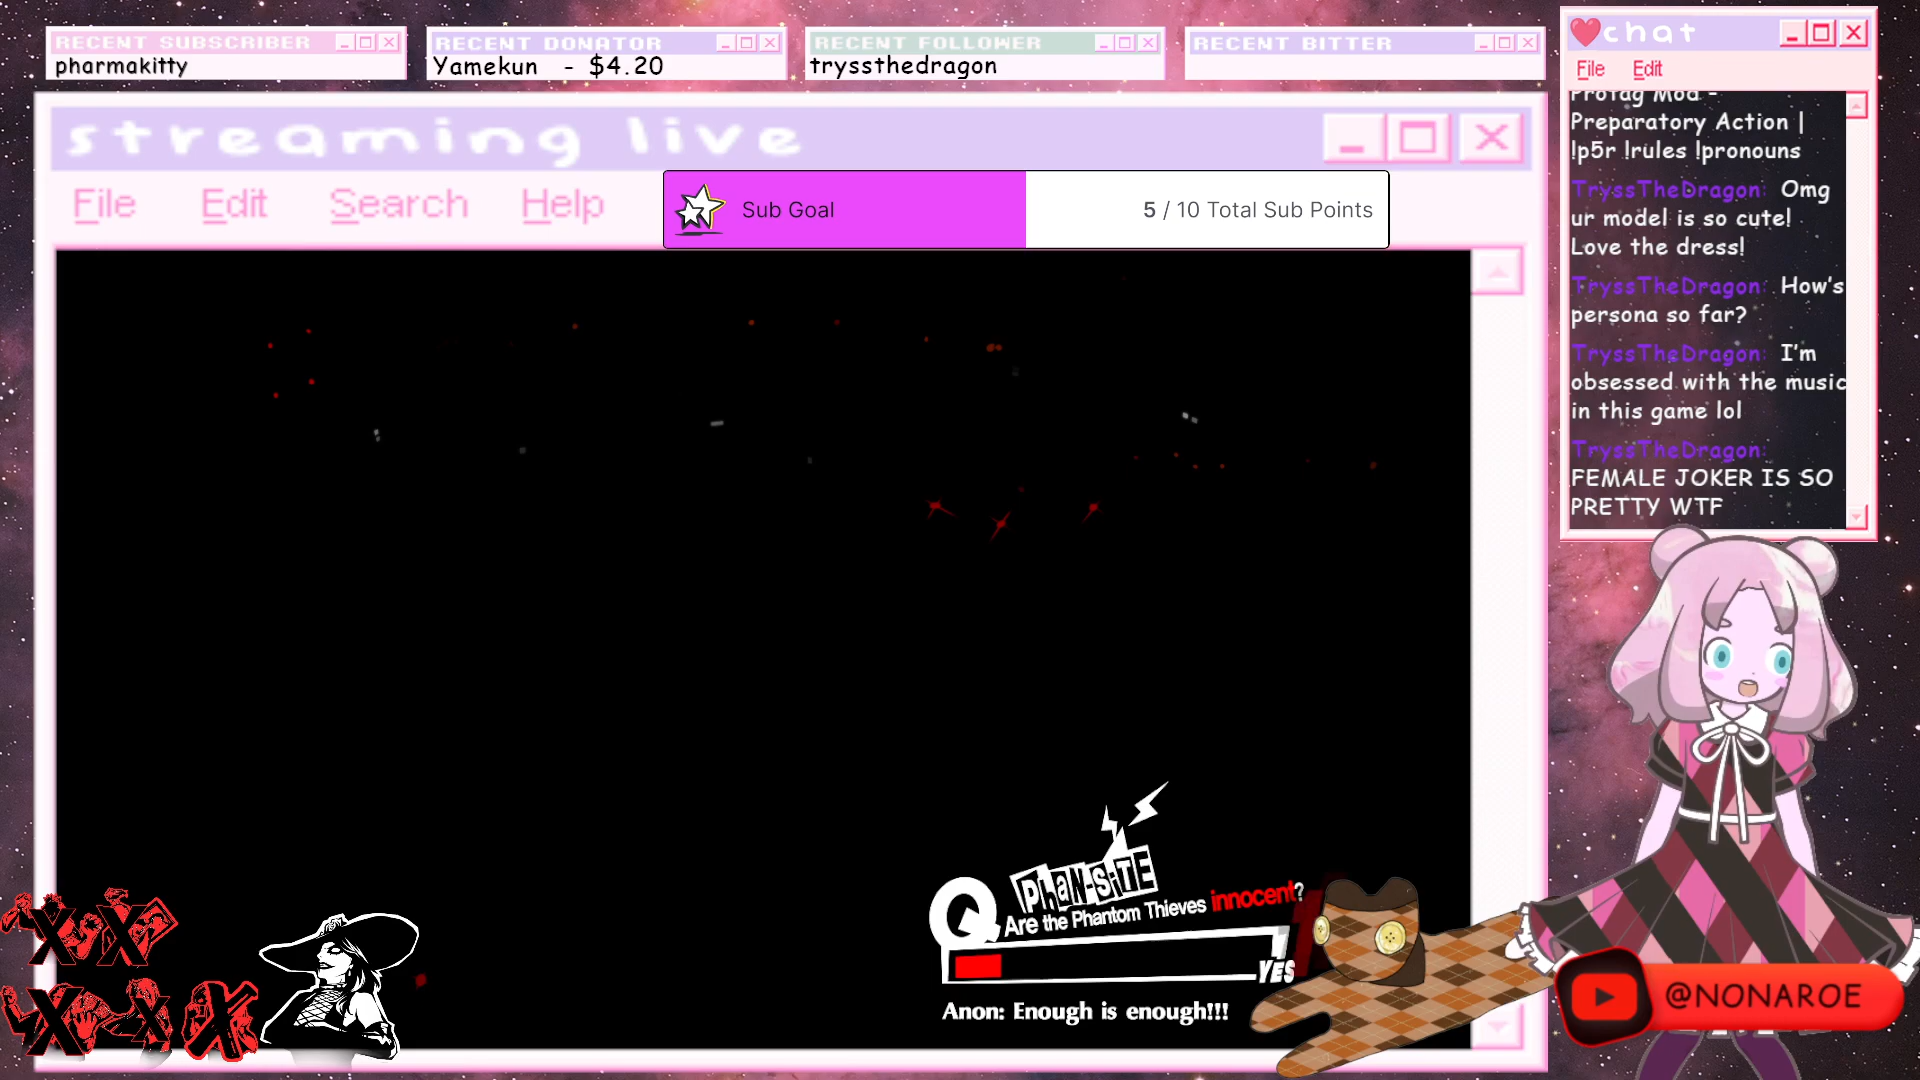 RECENT SUBSCRIBER
pharmakitty
RECENT DONATOR
Yamekun - $4.20
RECENT FOLLOWER
tryssthedragon
RECENT BITTER
chat
File Edit
Protag Mod -
Preparatory Action |
!p5r !rules !pronouns
TryssTheDragon: Omg
ur model is so cute!
Love the dress!
TryssTheDragon: How's
persona so far?
TryssTheDragon: I'm
obsessed with the music
in this game lol
TryssTheDragon:
FEMALE JOKER IS SO
PRETTY WTF
streaming live
File Edit Search Help
Sub Goal
5 / 10 Total Sub Points
PhaN-SiTE
Q Are the Phantom Thieves innocent?
YES
Anon: Enough is enough!!!
@NONAROE